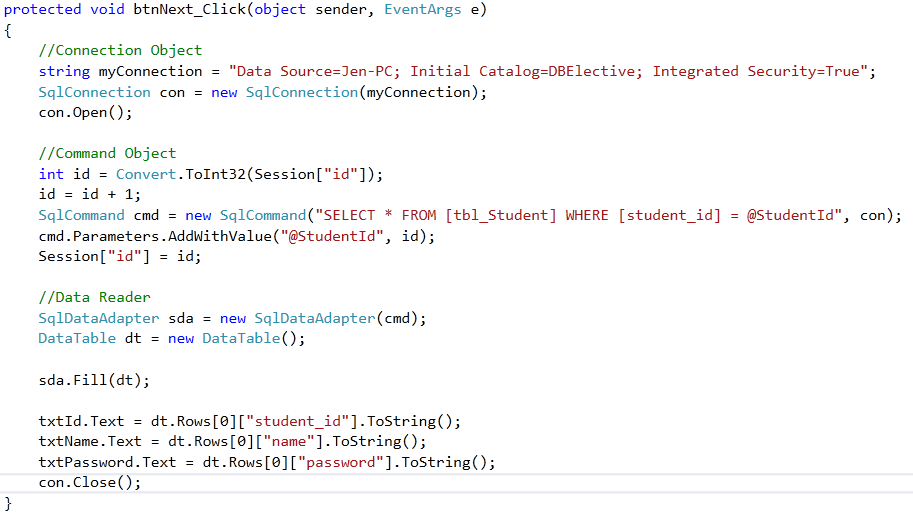 protected void btnNext_Click(object sender, EventArgs e)
{
    //Connection Object
    string myConnection = "Data Source=Jen-PC; Initial Catalog=DBElective; Integrated Security=True";
    SqlConnection con = new SqlConnection(myConnection);
    con.Open();

    //Command Object
    int id = Convert.ToInt32(Session["id"]);
    id = id + 1;
    SqlCommand cmd = new SqlCommand("SELECT * FROM [tbl_Student] WHERE [student_id] = @StudentId", con);
    cmd.Parameters.AddWithValue("@StudentId", id);
    Session["id"] = id;

    //Data Reader
    SqlDataAdapter sda = new SqlDataAdapter(cmd);
    DataTable dt = new DataTable();

    sda.Fill(dt);

    txtId.Text = dt.Rows[0]["student_id"].ToString();
    txtName.Text = dt.Rows[0]["name"].ToString();
    txtPassword.Text = dt.Rows[0]["password"].ToString();
    con.Close();
}